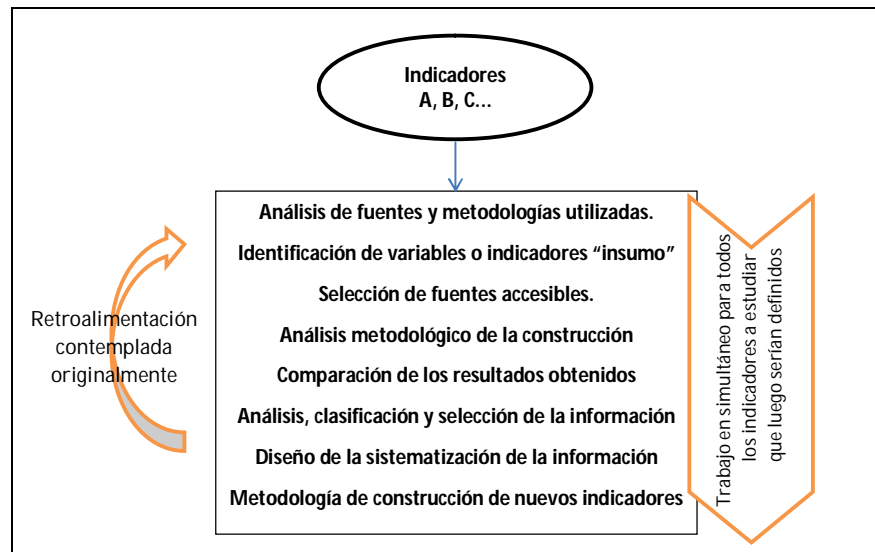 Indicadores
A, B, C...
Análisis de fuentes y metodologías utilizadas.
Identificación de variables o indicadores “insumo”
Selección de fuentes accesibles.
Análisis metodológico de la construcción
Comparación de los resultados obtenidos
Análisis, clasificación y selección de la información
Diseño de la sistematización de la información
Metodología de construcción de nuevos indicadores
Retroalimentación
contemplada
originalmente
Trabajo en simultáneo para todos
los indicadores a estudiar
que luego serían definidos